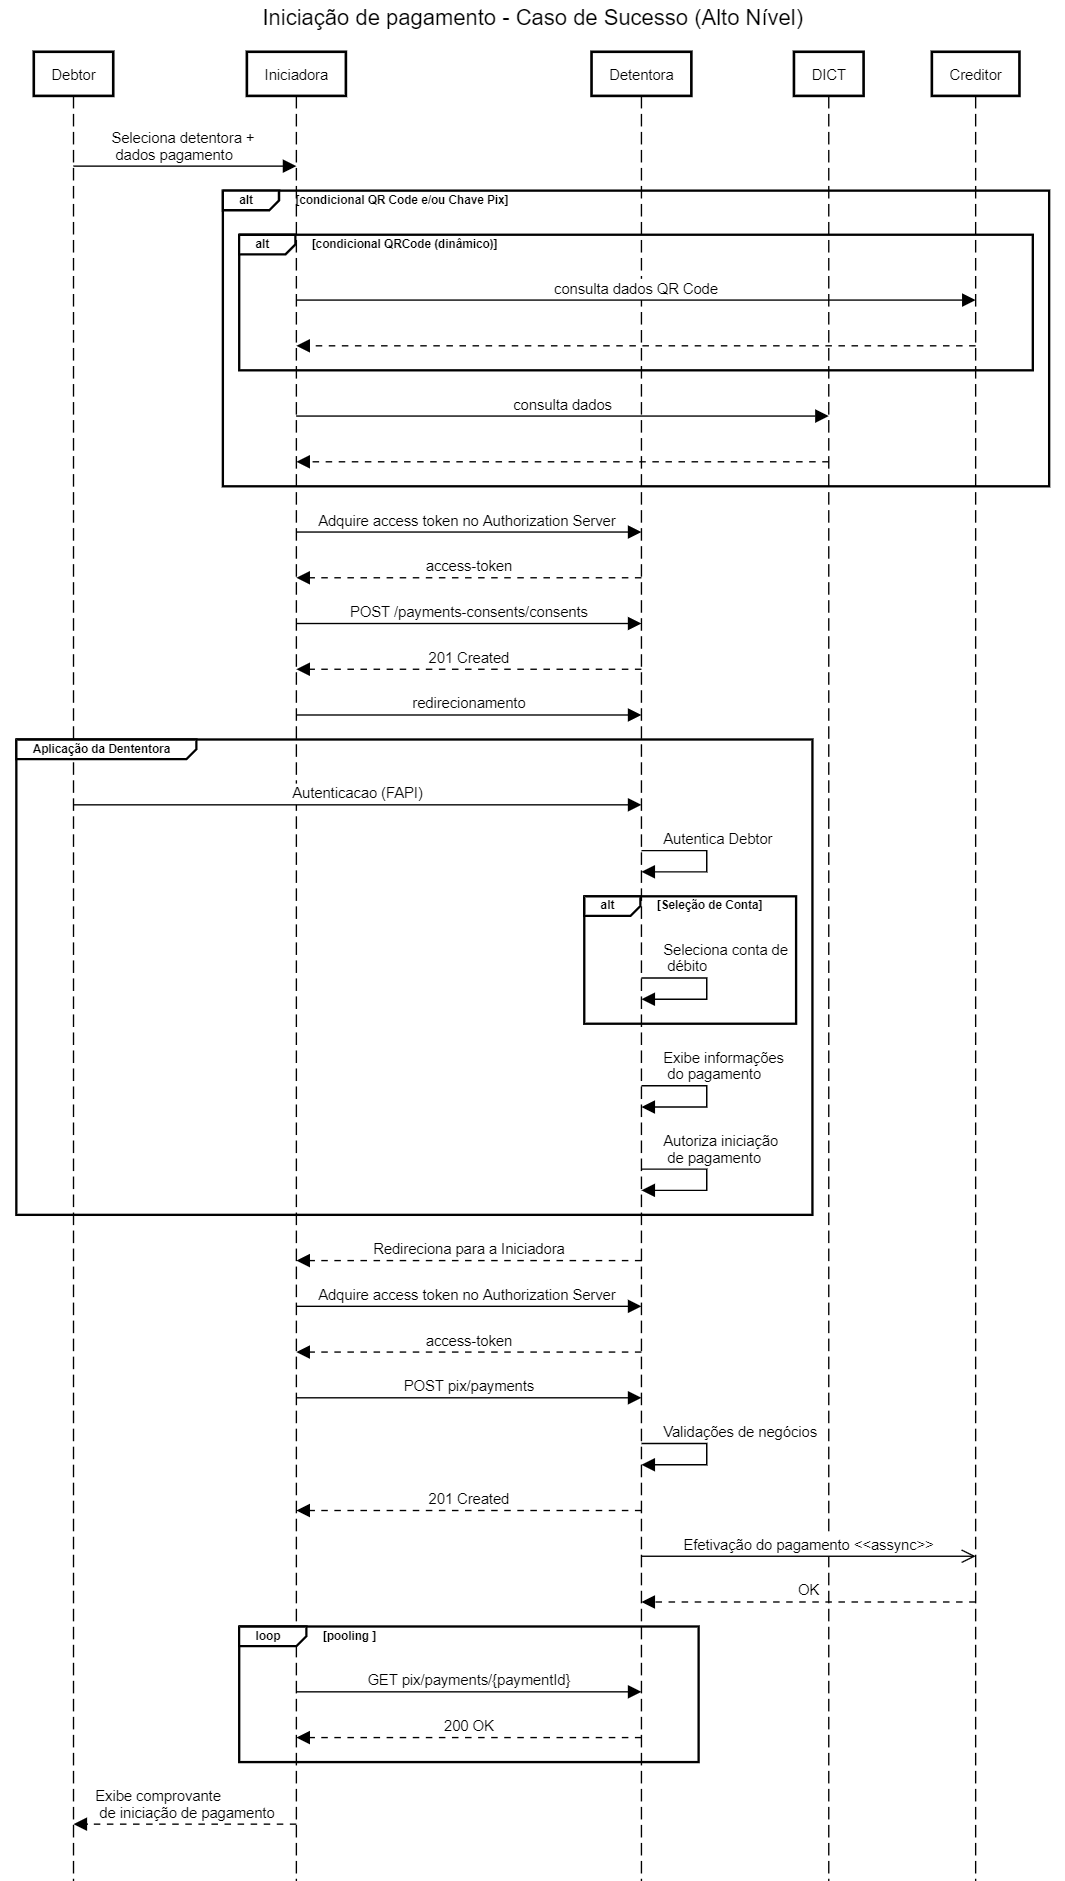 Iniciação de pagamento - Caso de Sucesso (Alto Nível)
Debtor
Iniciadora
Detentora
DICT
Creditor
Seleciona detentora +
dados pagamento
alt
[condicional QR Code e/ou Chave Pix]
alt
[condicional QRCode (dinâmico)]
consulta dados QR Code
consulta dados
Adquire access token no Authorization Server
access-token
POST /payments-consents/consents
201 Created
redirecionamento
Aplicação da Dententora
Autenticacao (FAPI)
Autentica Debtor
alt
[Seleção de Conta]
Seleciona conta de
débito
Exibe informações
do pagamento
Autoriza iniciação
de pagamento
Redireciona para a Iniciadora
Adquire access token no Authorization Server
access-token
POST pix/payments
Validações de negócios
201 Created
Efetivação do pagamento <<assync>>
OK
loop
[pooling ]
GET pix/payments/{paymentId}
200 OK
Exibe comprovante
de iniciação de pagamento